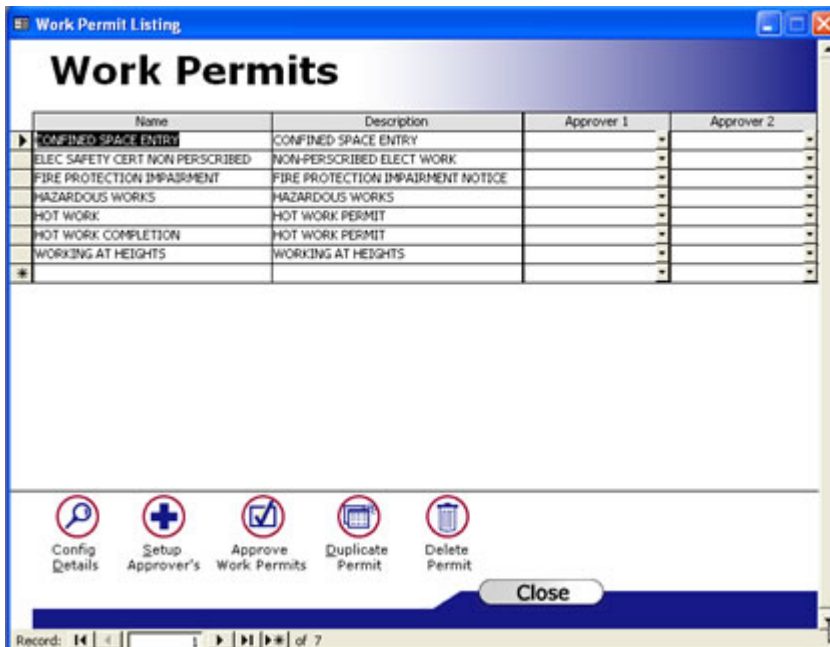 Work Permit Listing
Work Permits
Name Description Approver 1 Approver 2
CONFINED SPACE ENTRY CONFINED SPACE ENTRY
ELEC SAFETY CERT NON PERSCRIBED NON-PERSCRIBED ELECT WORK
FIRE PROTECTION IMPAIRMENT FIRE PROTECTION IMPAIRMENT NOTICE
HAZARDOUS WORKS HAZARDOUS WORKS
HOT WORK HOT WORK PERMIT
HOT WORK COMPLETION HOT WORK PERMIT
WORKING AT HEIGHTS WORKING AT HEIGHTS
Config Setup Approve Duplicate Delete
Details Approver's Work Permits Permit Permit
Close
Record: 1 of 7